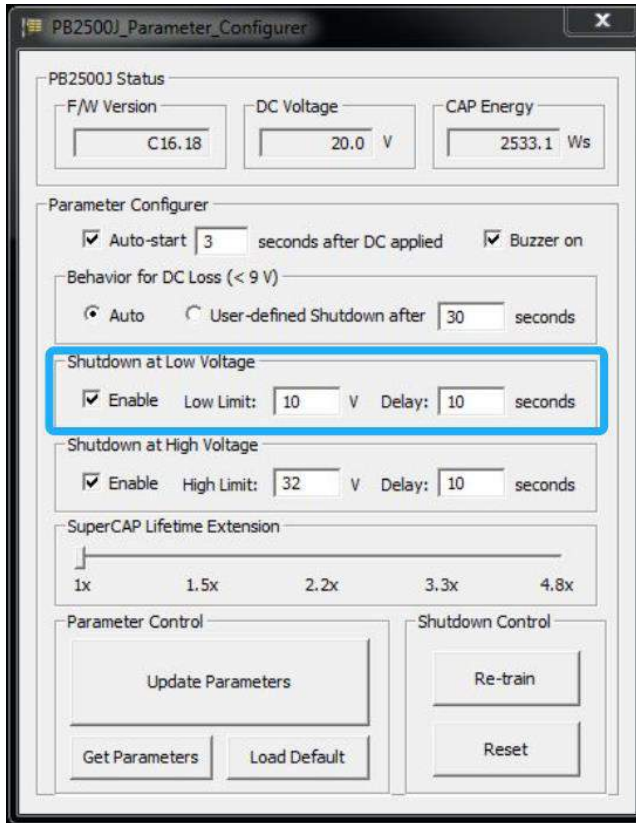 PB2500J_Parameter_Configurer
X
PB2500J Status
F/W Version
C16.18
DC Voltage
20.0 V
CAP Energy
2533.1 Ws
Parameter Configurer
Auto-start 3 seconds after DC applied Buzzer on
Behavior for DC Loss (< 9 V)
Auto User-defined Shutdown after 30 seconds
Shutdown at Low Voltage
Enable Low Limit: 10 V Delay: 10 seconds
Shutdown at High Voltage
Enable High Limit: 32 V Delay: 10 seconds
SuperCAP Lifetime Extension
1x 1.5x 2.2x 3.3x 4.8x
Parameter Control
Update Parameters
Get Parameters Load Default
Shutdown Control
Re-train
Reset